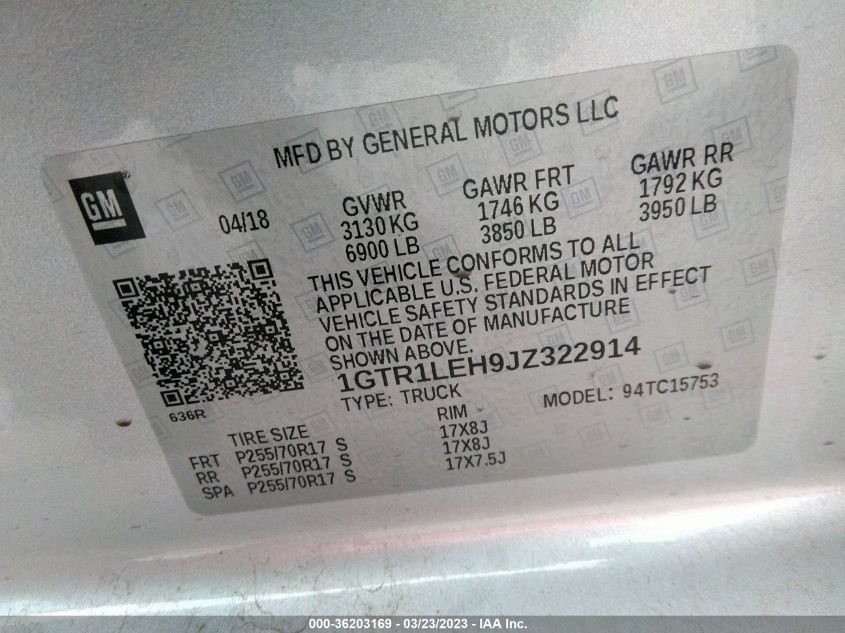 MFD BY GENERAL MOTORS LLC
GM®
04/18
GVWR
3130 KG
6900 LB
GAWR FRT
1746 KG
3850 LB
GAWR RR
1792 KG
3950 LB
THIS VEHICLE CONFORMS TO ALL
APPLICABLE U.S. FEDERAL MOTOR
VEHICLE SAFETY STANDARDS IN EFFECT
ON THE DATE OF MANUFACTURE
SHOWN ABOVE.
1GTR1LEH9JZ322914
TYPE: TRUCK
MODEL: 94TC15753
636R
TIRE SIZE RIM
FRT P255/70R17 S 17X8J
RR P255/70R17 S 17X8J
SPA P255/70R17 S 17X7.5J
000-36203169 - 03/23/2023 - IAA Inc.